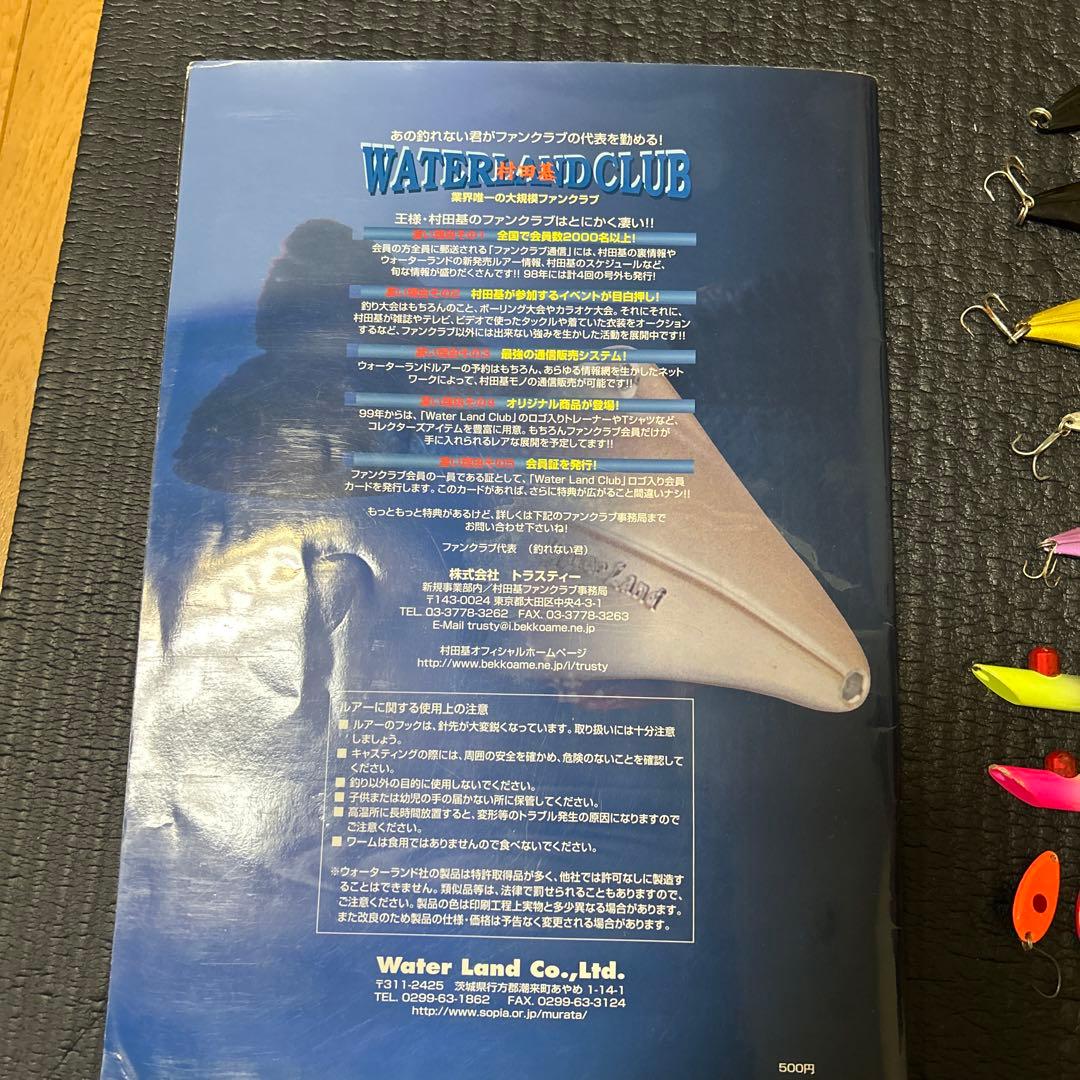 あの釣れない君がファンクラブの代表を勤める!
WATERLAND CLUB
村田基
業界唯一の大規模ファンクラブ
王様・村田基のファンクラブはとにかく凄い!!
凄い理由その1 全国で会員数2000名以上!
会員の方全員に郵送される「ファンクラブ通信」には、村田基の裏情報や
ウォーターランドの新発売ルアー情報、村田基のスケジュールなど、
旬な情報が盛りだくさんです!! 98年には計4回の号外も発行!
凄い理由その2 村田基が参加するイベントが目白押し!
釣り大会はもちろんのこと、ボーリング大会やカラオケ大会。それにそれに、
村田基が雑誌やテレビ、ビデオで使ったタックルや着ていた衣装をオークション
するなど、ファンクラブ以外には出来ない強みを生かした活動を展開中です!!
凄い理由その3 最強の通信販売システム!
ウォーターランドルアーの予約はもちろん、あらゆる情報網を生かしたネット
ワークによって、村田基モノの通信販売が可能です!!
凄い理由その4 オリジナル商品が登場!
99年からは、「Water Land Club」のロゴ入りトレーナーやTシャツなど、
コレクターズアイテムを豊富に用意。もちろんファンクラブ会員だけが
手に入れられるレアな展開を予定してます!!
凄い理由その5 会員証を発行!
ファンクラブ会員の一員である証として、「Water Land Club」ロゴ入り会員
カードを発行します。このカードがあれば、さらに特典が広がること間違いナシ!!
もっともっと特典があるけど、詳しくは下記のファンクラブ事務局まで
お問い合わせ下さいね!
ファンクラブ代表 (釣れない君)
株式会社 トラスティー
新規事業部内/村田基ファンクラブ事務局
〒143-0024 東京都大田区中央4-3-1
TEL. 03-3778-3262 FAX. 03-3778-3263
E-Mail trusty@i.bekkoame.ne.jp
村田基オフィシャルホームページ
http://www.bekkoame.ne.jp/i/trusty
Land
ルアーに関する使用上の注意
■ ルアーのフックは、針先が大変鋭くなっています。取り扱いには十分注意
しましょう。
■ キャスティングの際には、周囲の安全を確かめ、危険のないことを確認して
ください。
■ 釣り以外の目的に使用しないでください。
■ 子供または幼児の手の届かない所に保管してください。
■ 高温所に長時間放置すると、変形等のトラブル発生の原因になりますので
ご注意ください。
■ ワームは食用ではありませんので食べないでください。
※ウォーターランド社の製品は特許取得品が多く、他社では許可なしに製造す
ることはできません。類似品等は、法律で罰せられることもありますので、
ご注意ください。製品の色は印刷工程上実物と多少異なる場合があります。
また改良のため製品の仕様・価格は予告なく変更される場合があります。
Water Land Co.,Ltd.
〒311-2425 茨城県行方郡潮来町あやめ 1-14-1
TEL. 0299-63-1862 FAX. 0299-63-3124
http://www.sopia.or.jp/murata/
500円